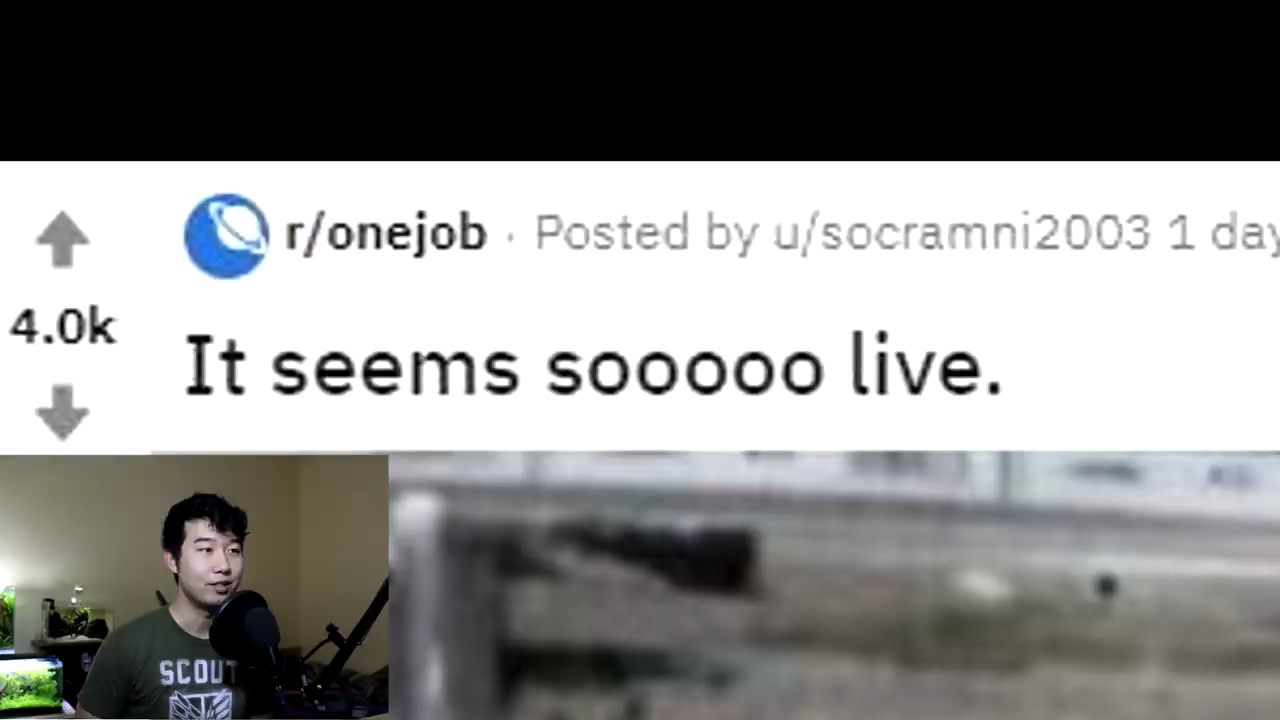 r/onejob · Posted by u/socramni2003 1 day
4.0k
It seems sooooo live.
SCOUT